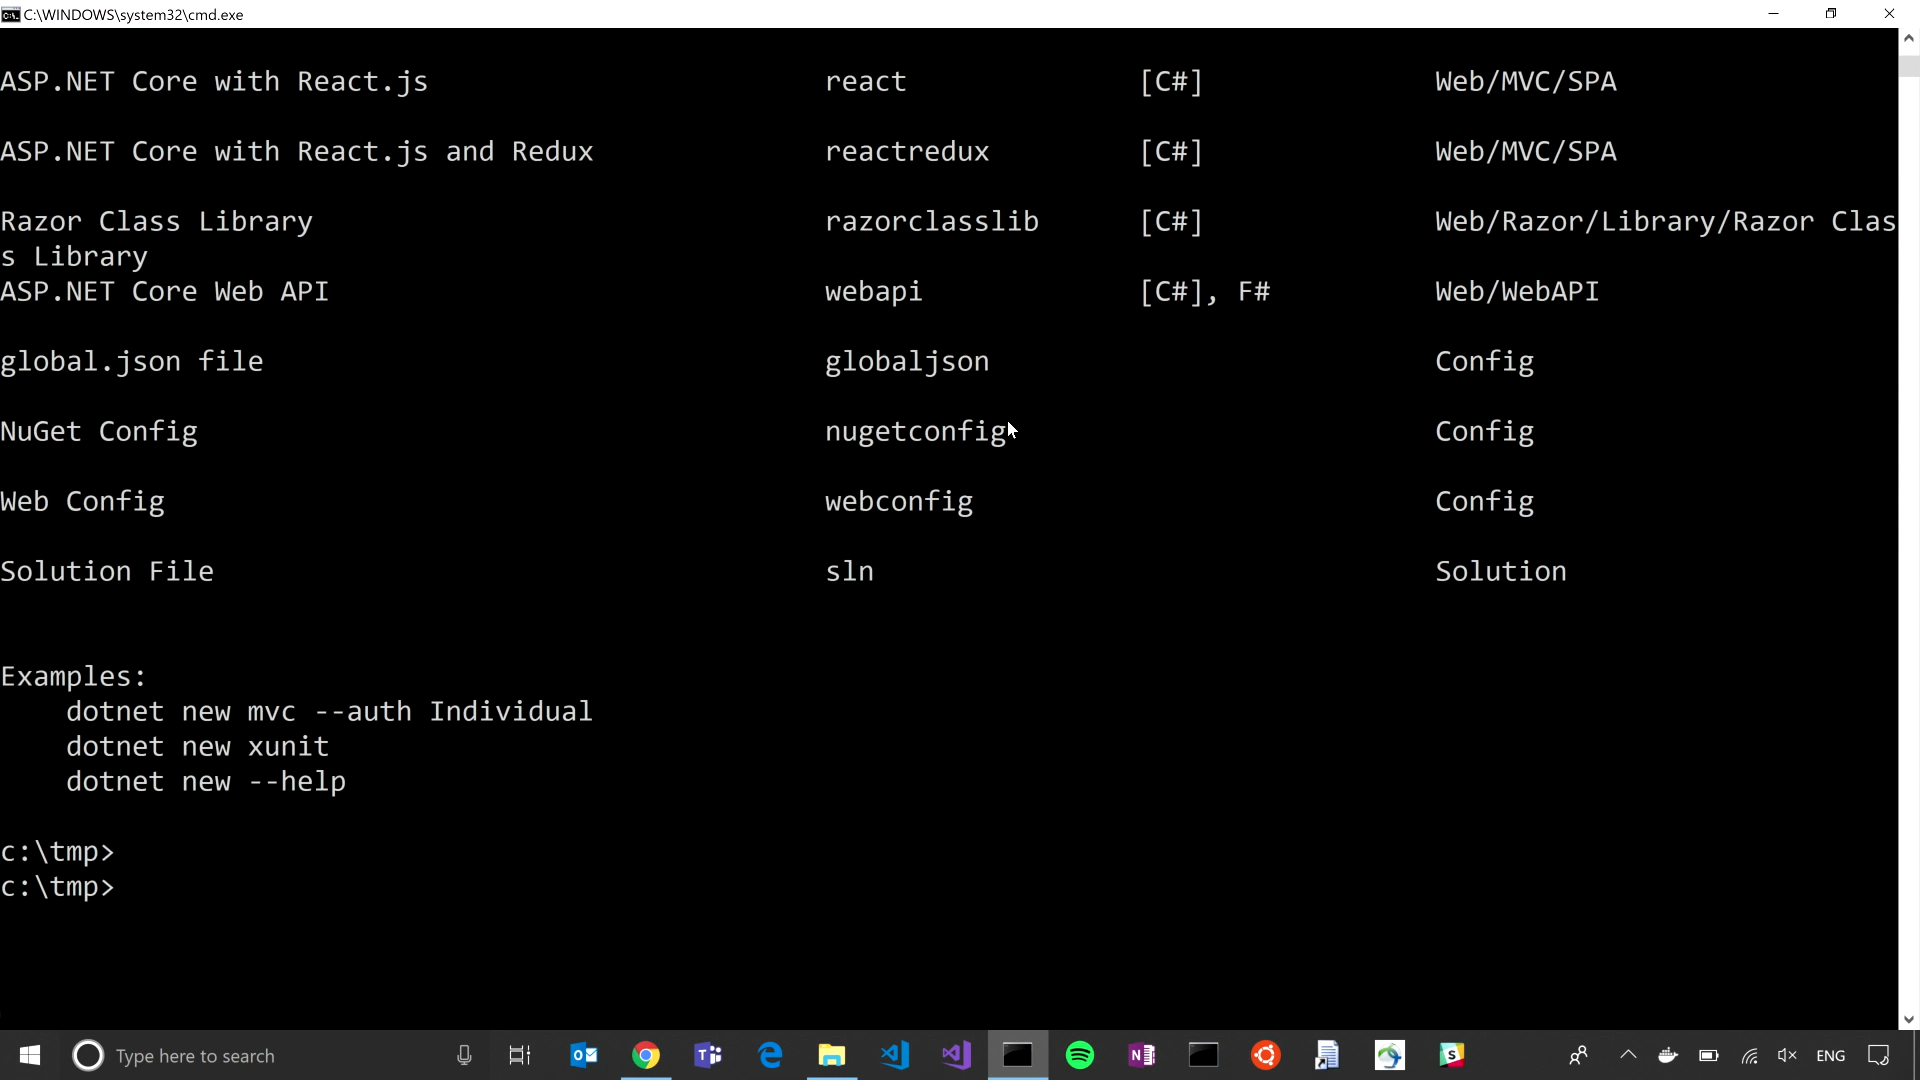 C:\WINDOWS\system32\cmd.exe
ASP.NET Core with React.js react [C#] Web/MVC/SPA
ASP.NET Core with React.js and Redux reactredux [C#] Web/MVC/SPA
Razor Class Library razorclasslib [C#] Web/Razor/Library/Razor Clas
s Library
ASP.NET Core Web API webapi [C#], F# Web/WebAPI
global.json file globaljson Config
NuGet Config nugetconfig Config
Web Config webconfig Config
Solution File sln Solution
Examples:
dotnet new mvc --auth Individual
dotnet new xunit
dotnet new --help
c:\tmp>
c:\tmp>
Type here to search ENG